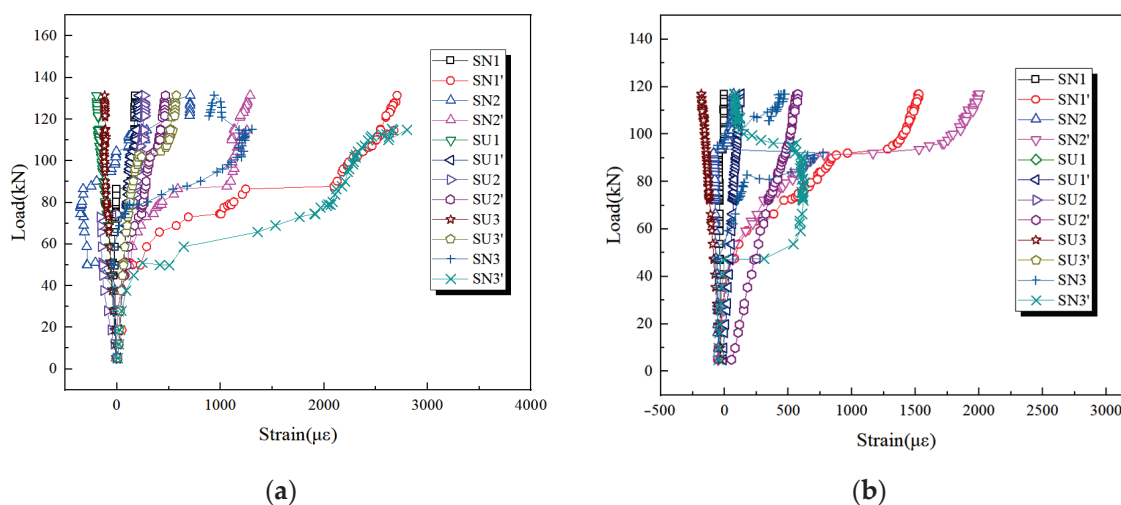 160
140
120
100
80
60
40
20
0
Load(kN)
0
1000
2000
3000
4000
Strain(με)
SN1
SN1'
SN2
SN2'
SU1
SU1'
SU2
SU2'
SU3
SU3'
SN3
SN3'
(a)
140
120
100
80
60
40
20
0
Load(kN)
−500
0
500
1000
1500
2000
2500
3000
Strain(με)
SN1
SN1'
SN2
SN2'
SU1
SU1'
SU2
SU2'
SU3
SU3'
SN3
SN3'
(b)